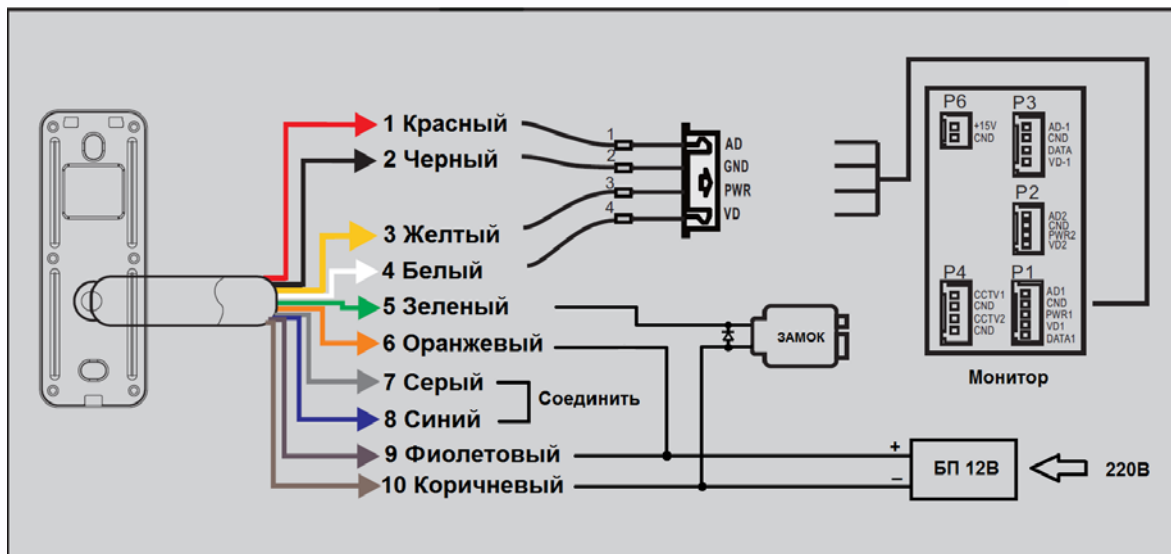 1 Красный
2 Черный
3 Желтый
4 Белый
5 Зеленый
6 Оранжевый
7 Серый
8 Синий
Соединить
9 Фиолетовый
10 Коричневый
1
2
3
4
AD
GND
PWR
VD
ЗАМОК
P6
+15V
CND
P3
AD-1
CND
DATA
VD-1
P2
AD2
CND
PWR2
VD2
P4
CCTV1
CND
CCTV2
CND
P1
AD1
CND
PWR1
VD1
DATA1
Монитор
+
–
БП 12В
220В